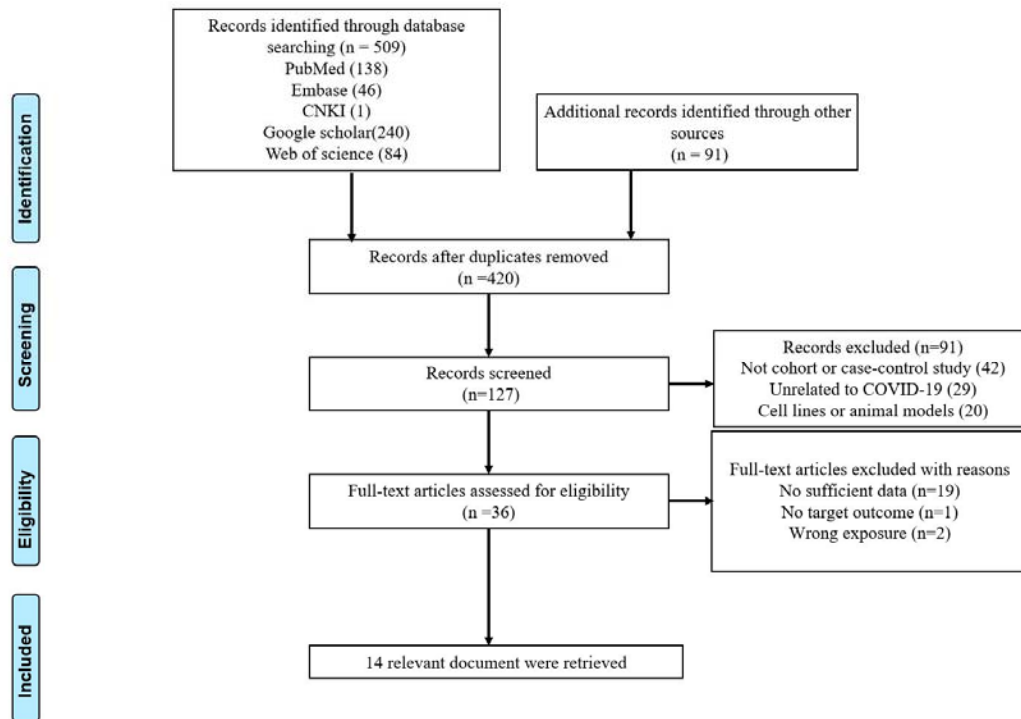 Records identified through database
searching (n = 509)
PubMed (138)
Embase (46)
CNKI (1)
Google scholar(240)
Web of science (84)
Additional records identified through other
sources
(n = 91)
Identification
Records after duplicates removed
(n =420)
Screening
Records screened
(n=127)
Records excluded (n=91)
Not cohort or case-control study (42)
Unrelated to COVID-19 (29)
Cell lines or animal models (20)
Eligibility
Full-text articles assessed for eligibility
(n =36)
Full-text articles excluded with reasons
No sufficient data (n=19)
No target outcome (n=1)
Wrong exposure (n=2)
Included
14 relevant document were retrieved